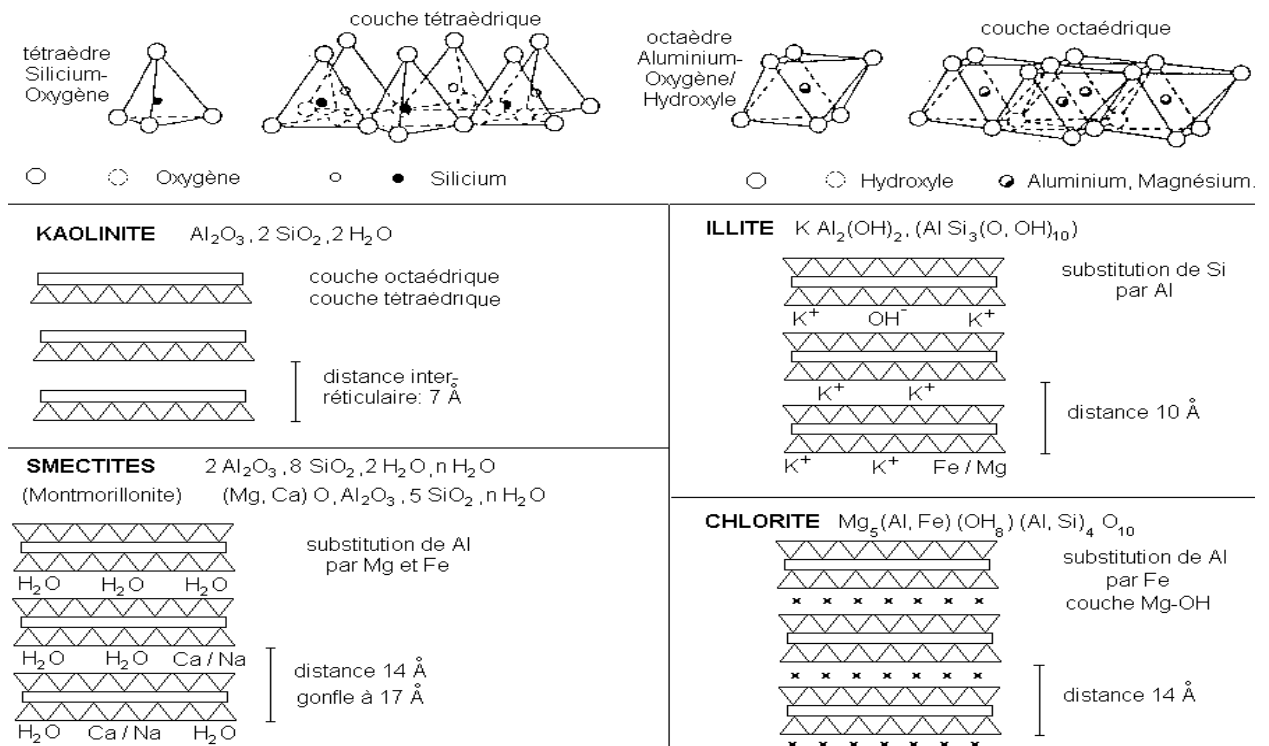 tétraèdre
Silicium-
Oxygène
couche tétraèdrique
octaèdre
Aluminium-
Oxygène/
Hydroxyle
couche octaédrique
Oxygène
Silicium
Hydroxyle
Aluminium, Magnésium.
KAOLINITE Al₂O₃, 2 SiO₂, 2 H₂O
couche octaédrique
couche tétraédrique
distance inter-
réticulaire: 7 Å
SMECTITES 2 Al₂O₃, 8 SiO₂, 2 H₂O, n H₂O
(Montmorillonite) (Mg, Ca) O, Al₂O₃, 5 SiO₂, n H₂O
substitution de Al
par Mg et Fe
H₂O H₂O H₂O
H₂O H₂O Ca / Na
distance 14 Å
gonfle à 17 Å
H₂O Ca / Na H₂O
ILLITE K Al₂(OH)₂, (Al Si₃(O, OH)₁₀)
substitution de Si
par Al
K⁺ OH⁻ K⁺
K⁺ K⁺
distance 10 Å
K⁺ K⁺ Fe / Mg
CHLORITE Mg₅(Al, Fe) (OH₈) (Al, Si)₄ O₁₀
substitution de Al
par Fe
couche Mg-OH
distance 14 Å